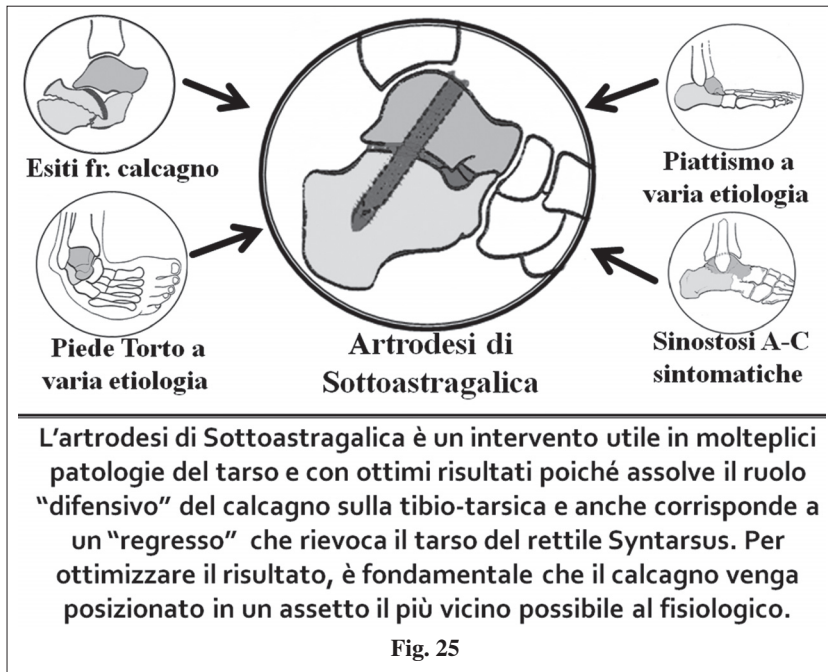 Esiti fr. calcagno
Piattismo a
varia etiologia
Piede Torto a
varia etiologia
Artrodesi di
Sottoastragalica
Sinostosi A-C
sintomatiche
L'artrodesi di Sottoastragalica è un intervento utile in molteplici
patologie del tarso e con ottimi risultati poiché assolve il ruolo
“difensivo” del calcagno sulla tibio-tarsica e anche corrisponde a
un “regresso” che rievoca il tarso del rettile Syntarsus. Per
ottimizzare il risultato, è fondamentale che il calcagno venga
posizionato in un assetto il più vicino possibile al fisiologico.
Fig. 25